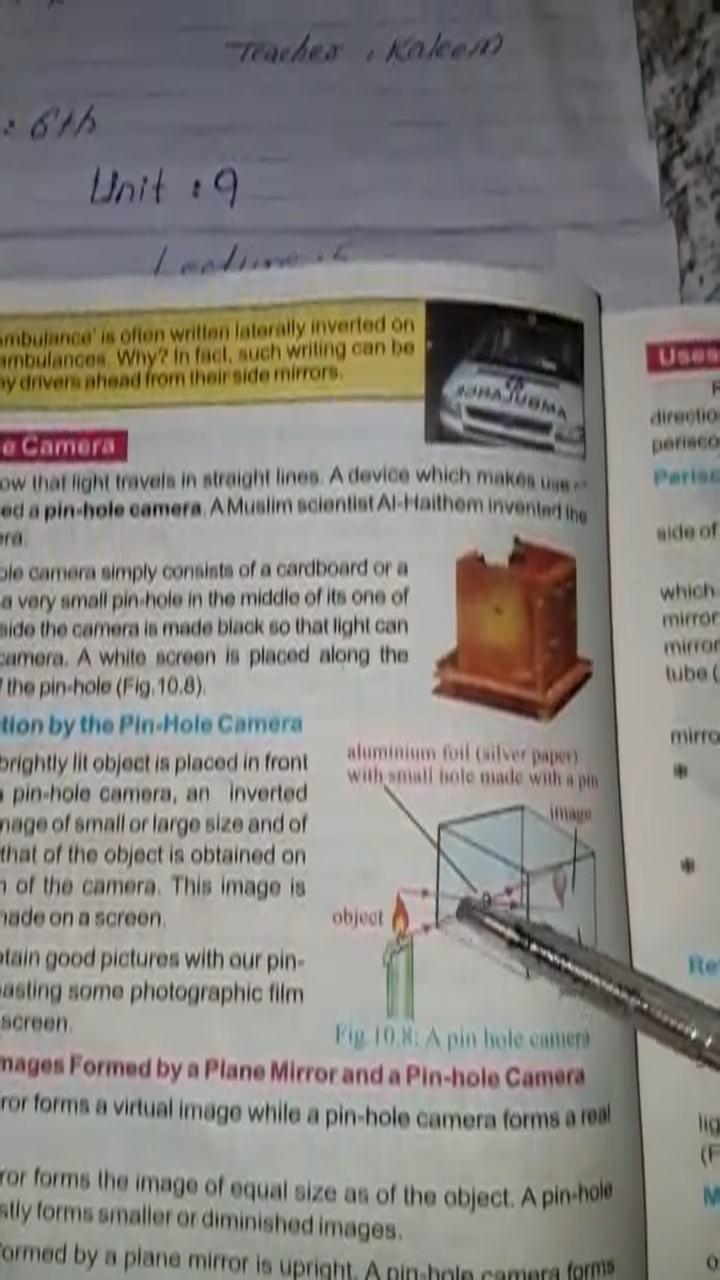 Teacher : Kaleem
: 6th
Unit : 9
ambulance' is often written laterally inverted on
ambulances. Why? In fact, such writing can be
by drivers ahead from their side mirrors.
AMBULANCE
e Camera
ow that light travels in straight lines. A device which makes use
ed a pin-hole camera. A Muslim scientist Al-Haithem invented the
era.
ole camera simply consists of a cardboard or a
a very small pin-hole in the middle of its one of
side the camera is made black so that light can
camera. A white screen is placed along the
f the pin-hole (Fig.10.8).
tion by the Pin-Hole Camera
brightly lit object is placed in front
pin-hole camera, an inverted
mage of small or large size and of
that of the object is obtained on
n of the camera. This image is
made on a screen.
tain good pictures with our pin-
asting some photographic film
screen.
aluminium foil (silver paper)
with small hole made with a pin
image
object
Fig 10.8: A pin hole camera
mages Formed by a Plane Mirror and a Pin-hole Camera
ror forms a virtual image while a pin-hole camera forms a real
ror forms the image of equal size as of the object. A pin-hole
stly forms smaller or diminished images.
ormed by a plane mirror is upright. A pin-hole camera forms
Uses
directio
perisco
Perisc
side of
which
mirror
mirror
tube (
mirro
*
*
Re
lig
(F
M